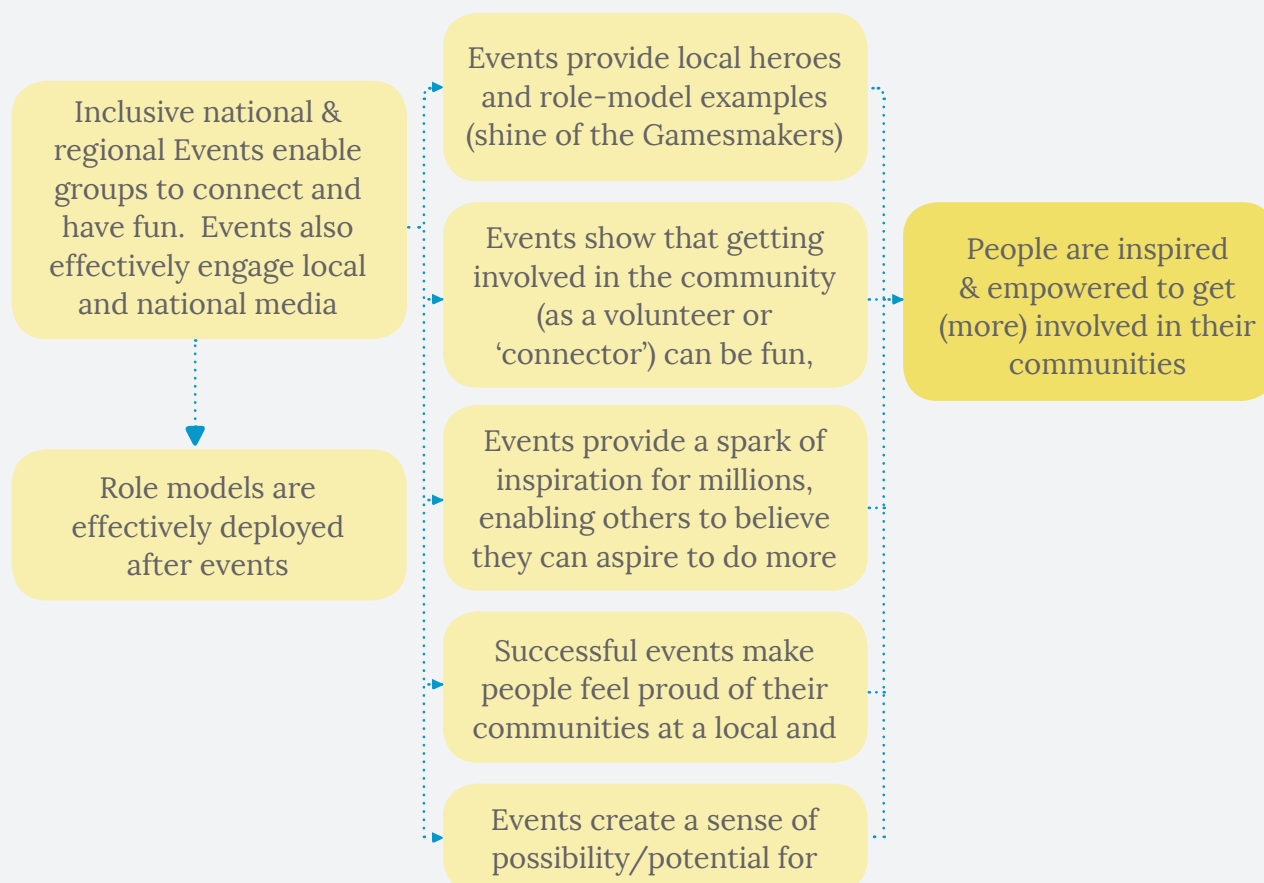 Inclusive national &
regional Events enable
groups to connect and
have fun.  Events also
effectively engage local
and national media
Role models are
effectively deployed
after events
Events provide local heroes
and role-model examples
(shine of the Gamesmakers)
Events show that getting
involved in the community
(as a volunteer or
‘connector’) can be fun,
Events provide a spark of
inspiration for millions,
enabling others to believe
they can aspire to do more
Successful events make
people feel proud of their
communities at a local and
Events create a sense of
possibility/potential for
People are inspired
& empowered to get
(more) involved in their
communities